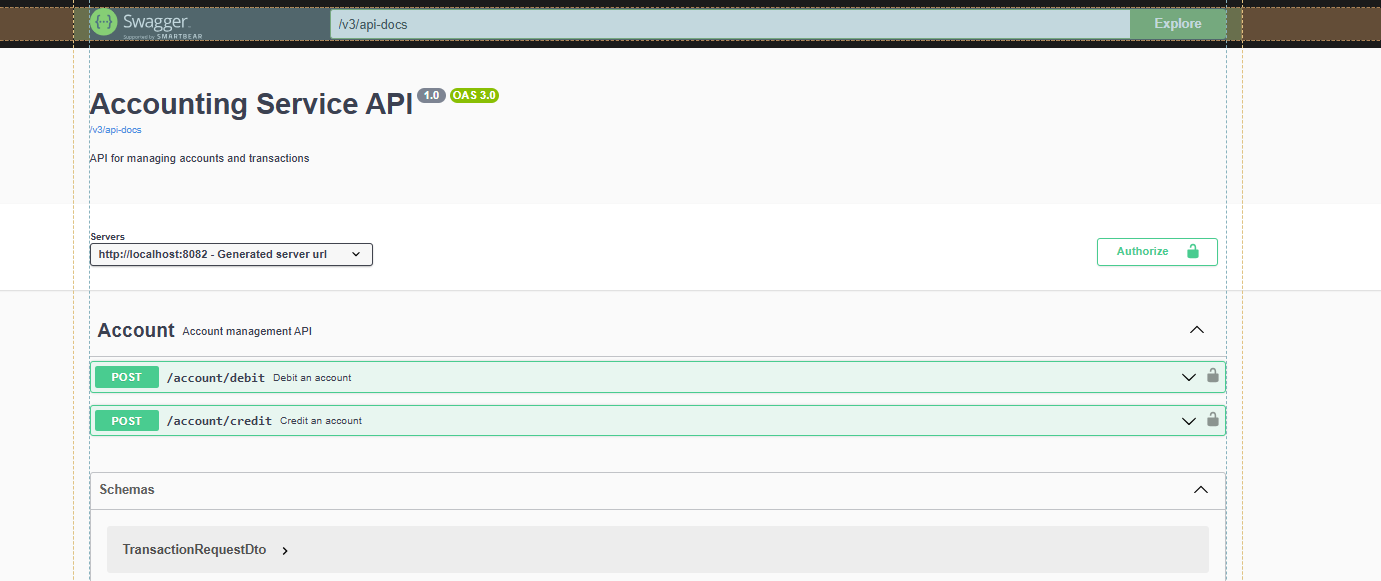 Swagger
Supported by SMARTBEAR
/v3/api-docs
Explore
Accounting Service API 1.0 OAS 3.0
/v3/api-docs
API for managing accounts and transactions
Servers
http://localhost:8082 - Generated server url
Authorize
Account Account management API
POST /account/debit Debit an account
POST /account/credit Credit an account
Schemas
TransactionRequestDto